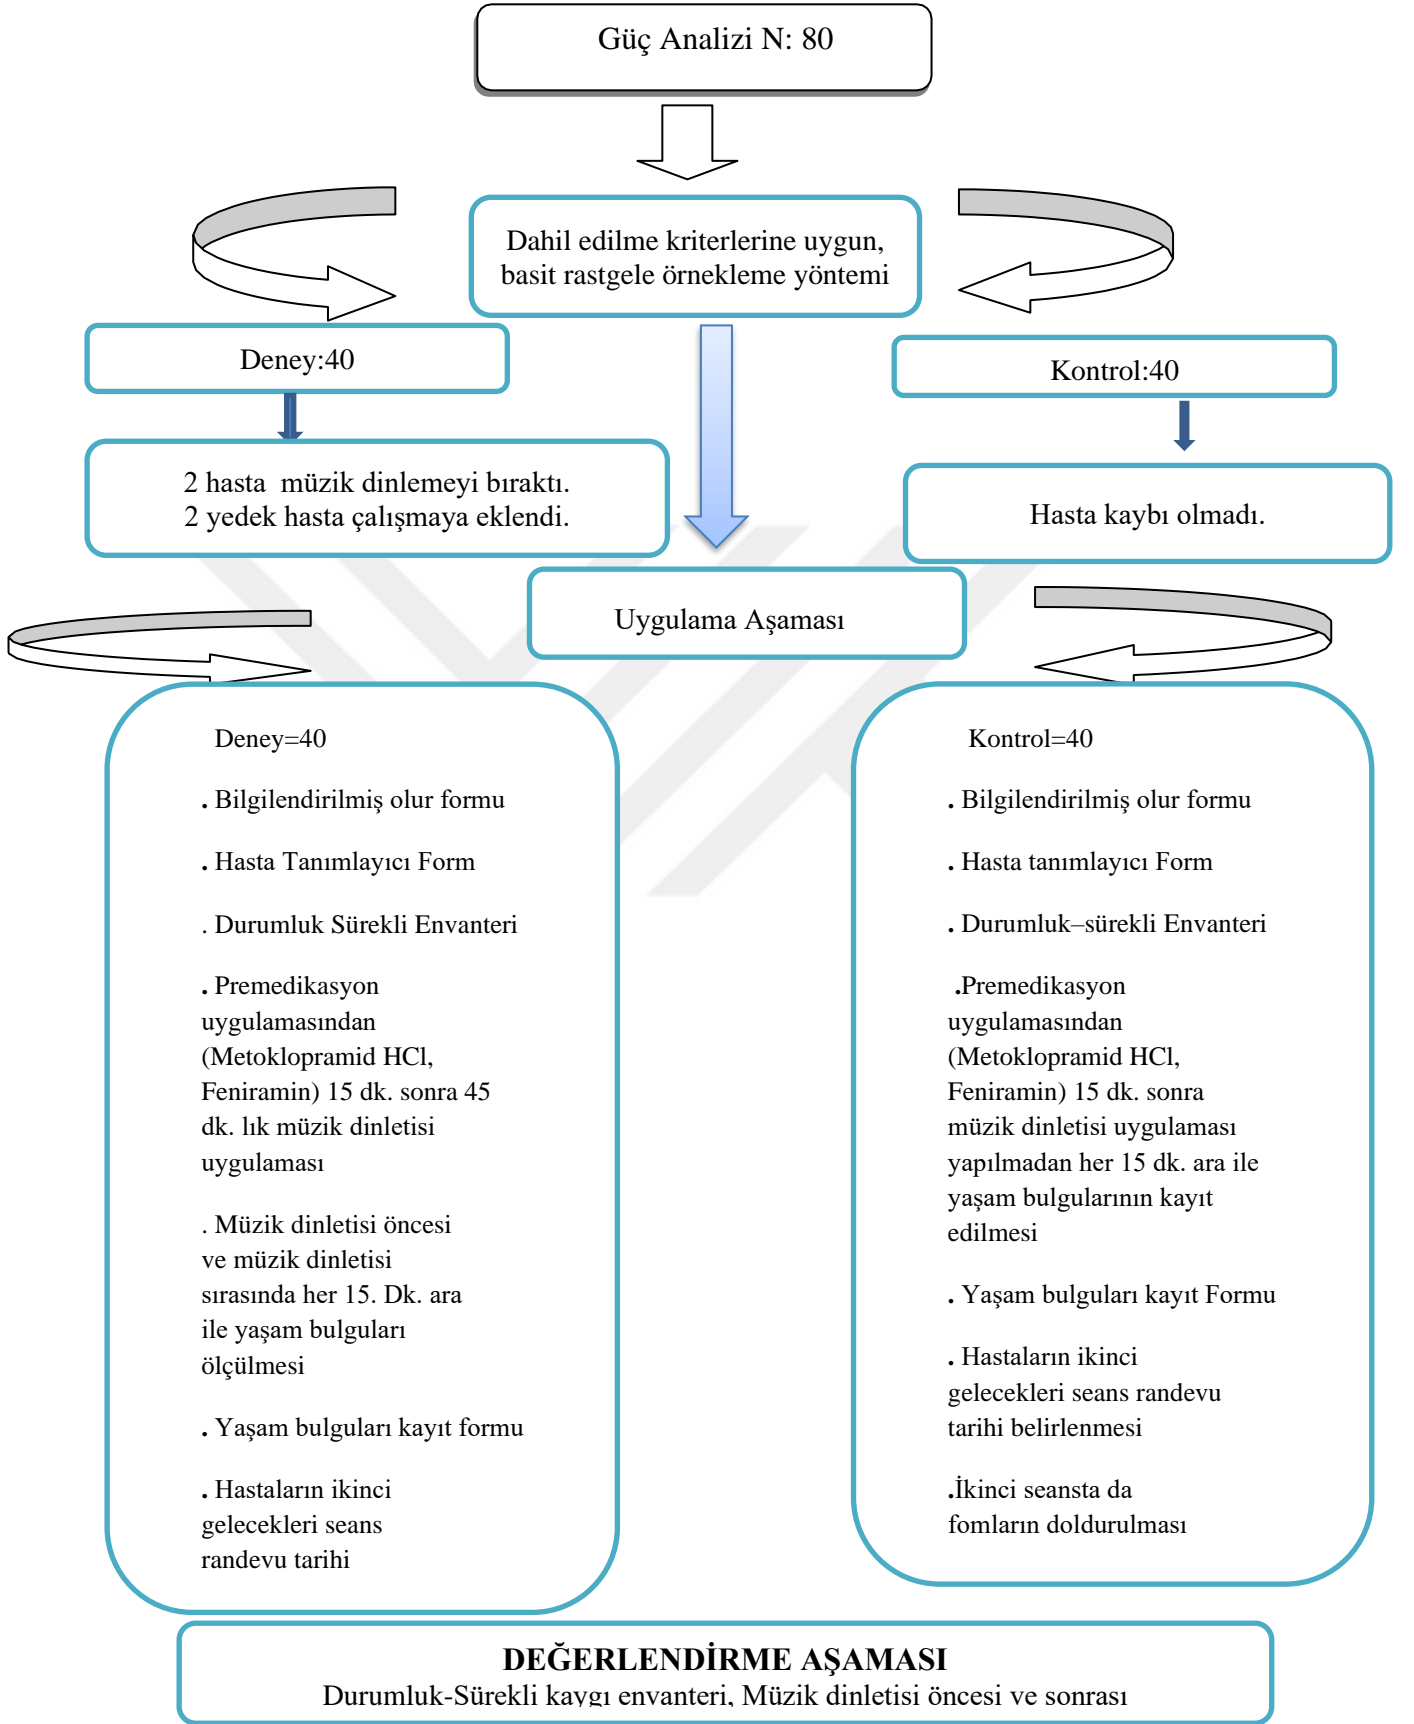 Güç Analizi N: 80
Dahil edilme kriterlerine uygun,
basit rastgele örnekleme yöntemi
Deney:40
Kontrol:40
2 hasta müzik dinlemeyi bıraktı.
2 yedek hasta çalışmaya eklendi.
Hasta kaybı olmadı.
Uygulama Aşaması
Deney=40
. Bilgilendirilmiş olur formu
. Hasta Tanımlayıcı Form
. Durumluk Sürekli Envanteri
. Premedikasyon
uygulamasından
(Metoklopramid HCl,
Feniramin) 15 dk. sonra 45
dk. lık müzik dinletisi
uygulaması
. Müzik dinletisi öncesi
ve müzik dinletisi
sırasında her 15. Dk. ara
ile yaşam bulguları
ölçülmesi
. Yaşam bulguları kayıt formu
. Hastaların ikinci
gelecekleri seans
randevu tarihi
Kontrol=40
. Bilgilendirilmiş olur formu
. Hasta tanımlayıcı Form
. Durumluk–sürekli Envanteri
.Premedikasyon
uygulamasından
(Metoklopramid HCl,
Feniramin) 15 dk. sonra
müzik dinletisi uygulaması
yapılmadan her 15 dk. ara ile
yaşam bulgularının kayıt
edilmesi
. Yaşam bulguları kayıt Formu
. Hastaların ikinci
gelecekleri seans randevu
tarihi belirlenmesi
.İkinci seansta da
fomların doldurulması
DEĞERLENDİRME AŞAMASI
Durumluk-Sürekli kaygı envanteri, Müzik dinletisi öncesi ve sonrası